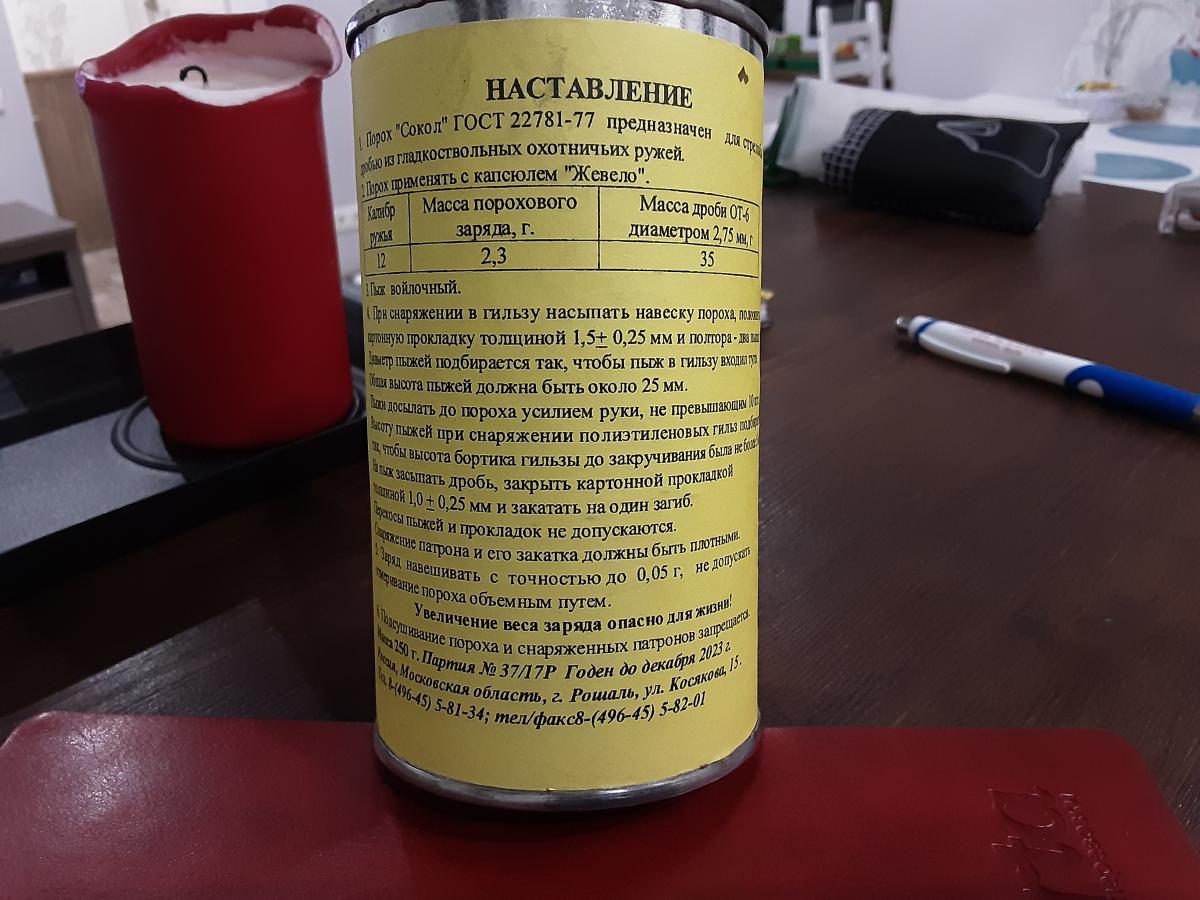 НАСТАВЛЕНИЕ
1. Порох "Сокол" ГОСТ 22781-77 предназначен для
дробью из гладкоствольных охотничьих ружей.
2. Порох применять с капсюлем "Жевело".
Калибр ружья Масса порохового заряда, г. Масса дроби ОТ-6 диаметром 2,75 мм, г
12 2,3 35
3. Пыж войлочный.
4. При снаряжении в гильзу насыпать навеску пороха,
картонную прокладку толщиной 1,5± 0,25 мм и полтора - два
Диаметр пыжей подбирается так, чтобы пыж в гильзу входил туго.
Общая высота пыжей должна быть около 25 мм.
Пыжи досылать до пороха усилием руки, не превышающим 10
Высоту пыжей при снаряжении полиэтиленовых гильз
так, чтобы высота бортика гильзы до закручивания была не более
На пыж засыпать дробь, закрыть картонной прокладкой
толщиной 1,0 ± 0,25 мм и закатать на один загиб.
Перекосы пыжей и прокладок не допускаются.
Снаряжение патрона и его закатка должны быть плотными.
5. Заряд навешивать с точностью до 0,05 г, не допускать
отмеривание пороха объемным путем.
Увеличение веса заряда опасно для жизни!
6. Подсушивание пороха и снаряженных патронов запрещается.
Масса 250 г. Партия № 37/17Р Годен до декабря 2023 г.
Россия, Московская область, г. Рошаль, ул. Косякова, 15.
Тел. 8-(496-45) 5-81-34; тел/факс8-(496-45) 5-82-01